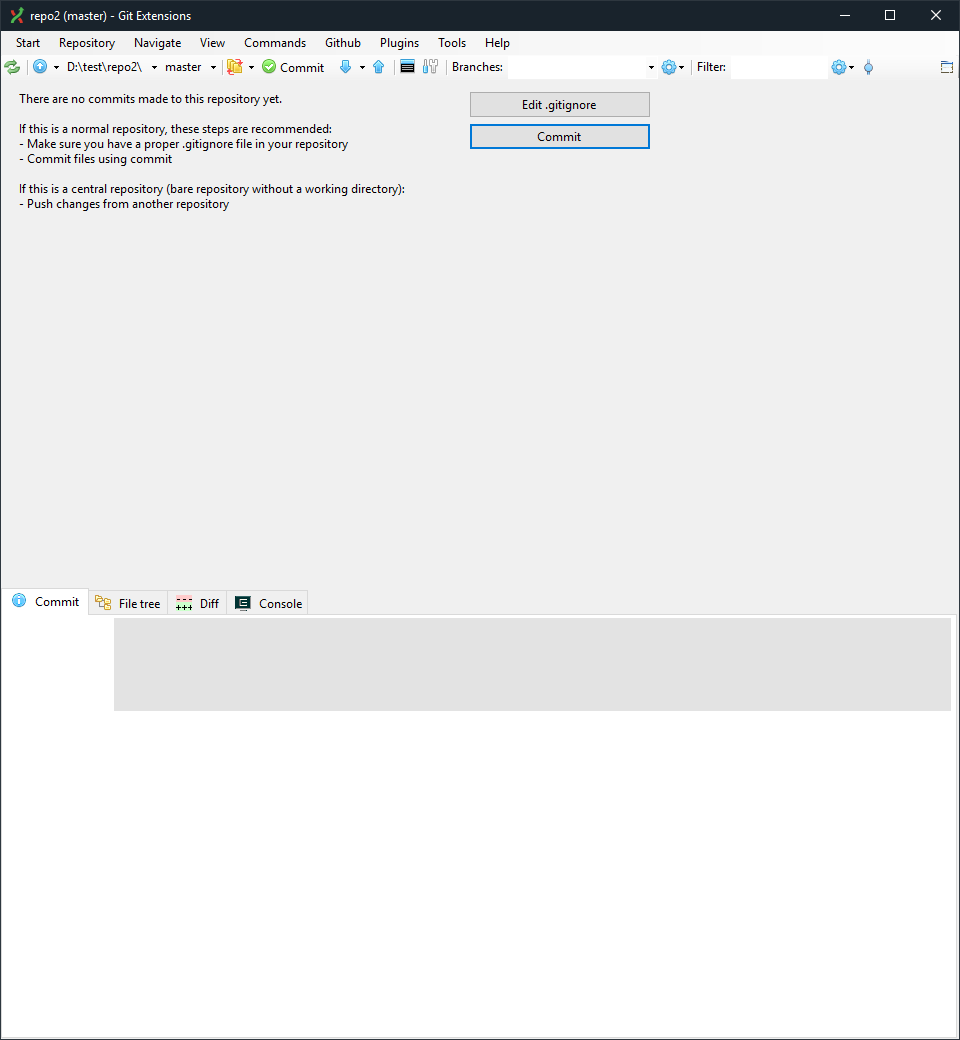 repo2 (master) - Git Extensions
Start Repository Navigate View Commands Github Plugins Tools Help
D:\test\repo2\ master Commit Branches: Filter:
There are no commits made to this repository yet.
Edit .gitignore
If this is a normal repository, these steps are recommended:
Commit
- Make sure you have a proper .gitignore file in your repository
- Commit files using commit
If this is a central repository (bare repository without a working directory):
- Push changes from another repository
Commit File tree Diff Console